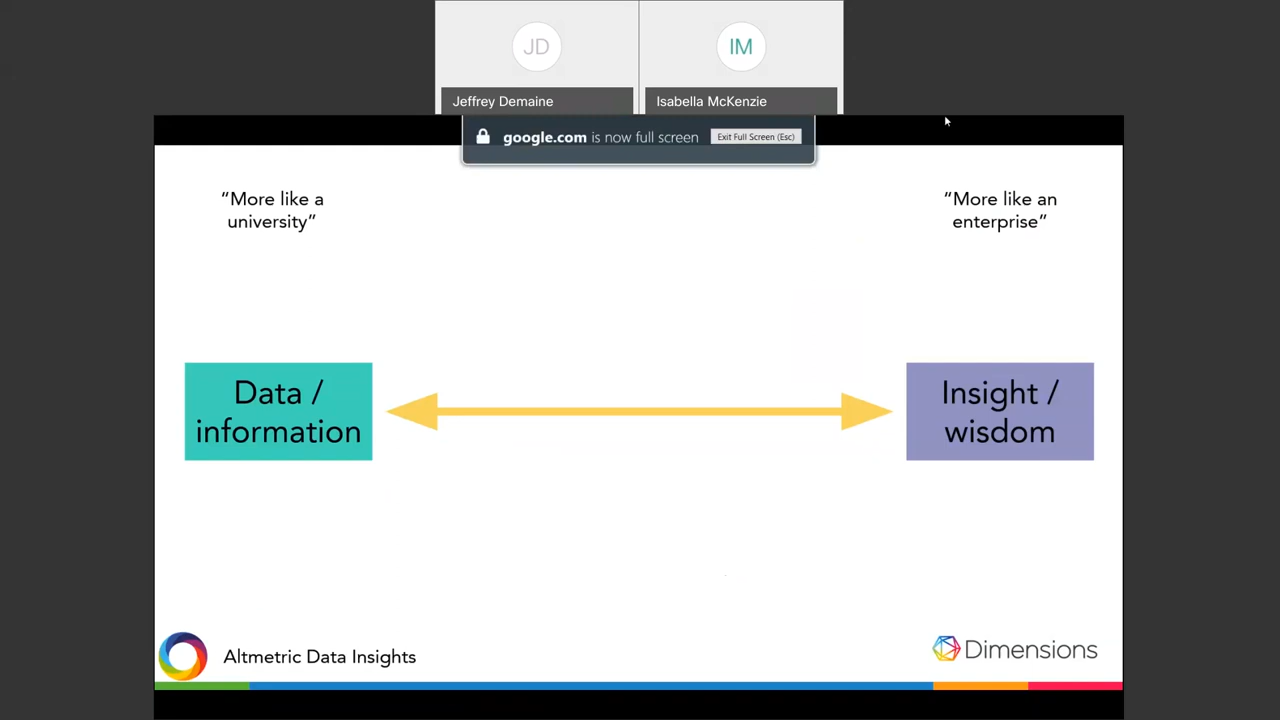 JD
IM
Jeffrey Demaine
Isabella McKenzie
google.com is now full screen
Exit Full Screen (Esc)
“More like a
university”
“More like an
enterprise”
Data /
information
Insight /
wisdom
Altmetric Data Insights
Dimensions